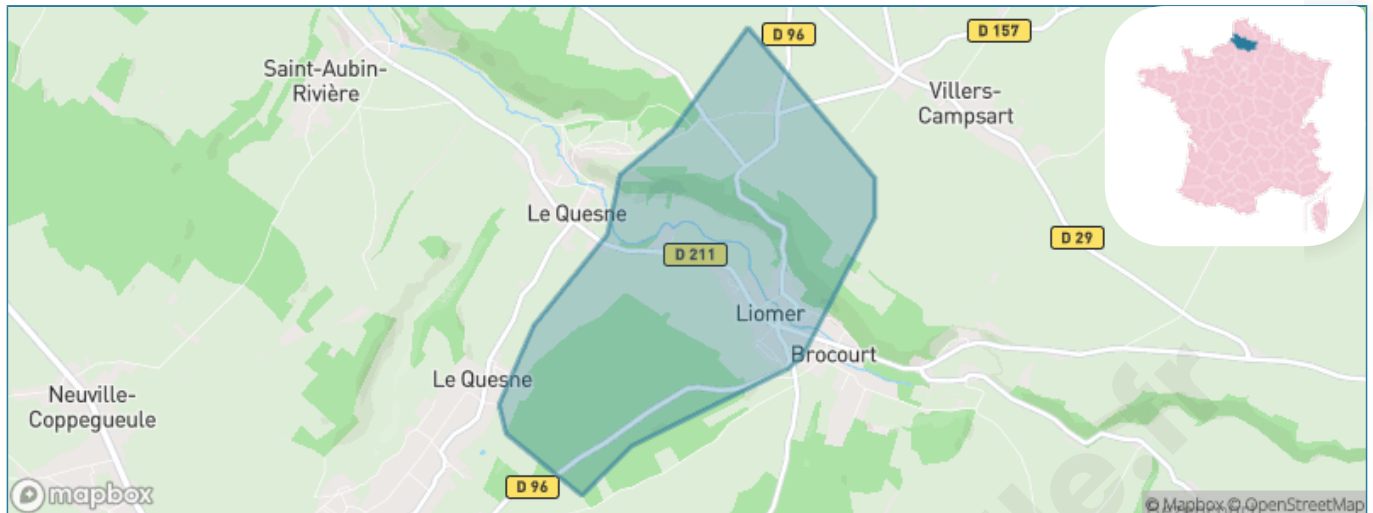 D 96
D 157
Saint-Aubin-
Rivière
Villers-
Campsart
Le Quesne
D 211
D 29
Liomer
Brocourt
Le Quesne
Neuville-
Coppegueule
D 96
mapbox
© Mapbox © OpenStreetMap